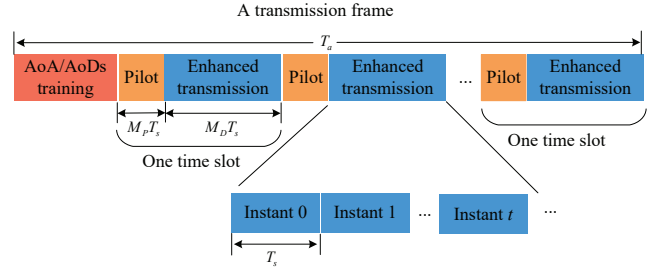 A transmission frame
T_a
AoA/AoDs training
Pilot
Enhanced transmission
Pilot
Enhanced transmission
...
Pilot
Enhanced transmission
M_P T_s
M_D T_s
One time slot
One time slot
Instant 0
Instant 1
...
Instant t
...
T_s